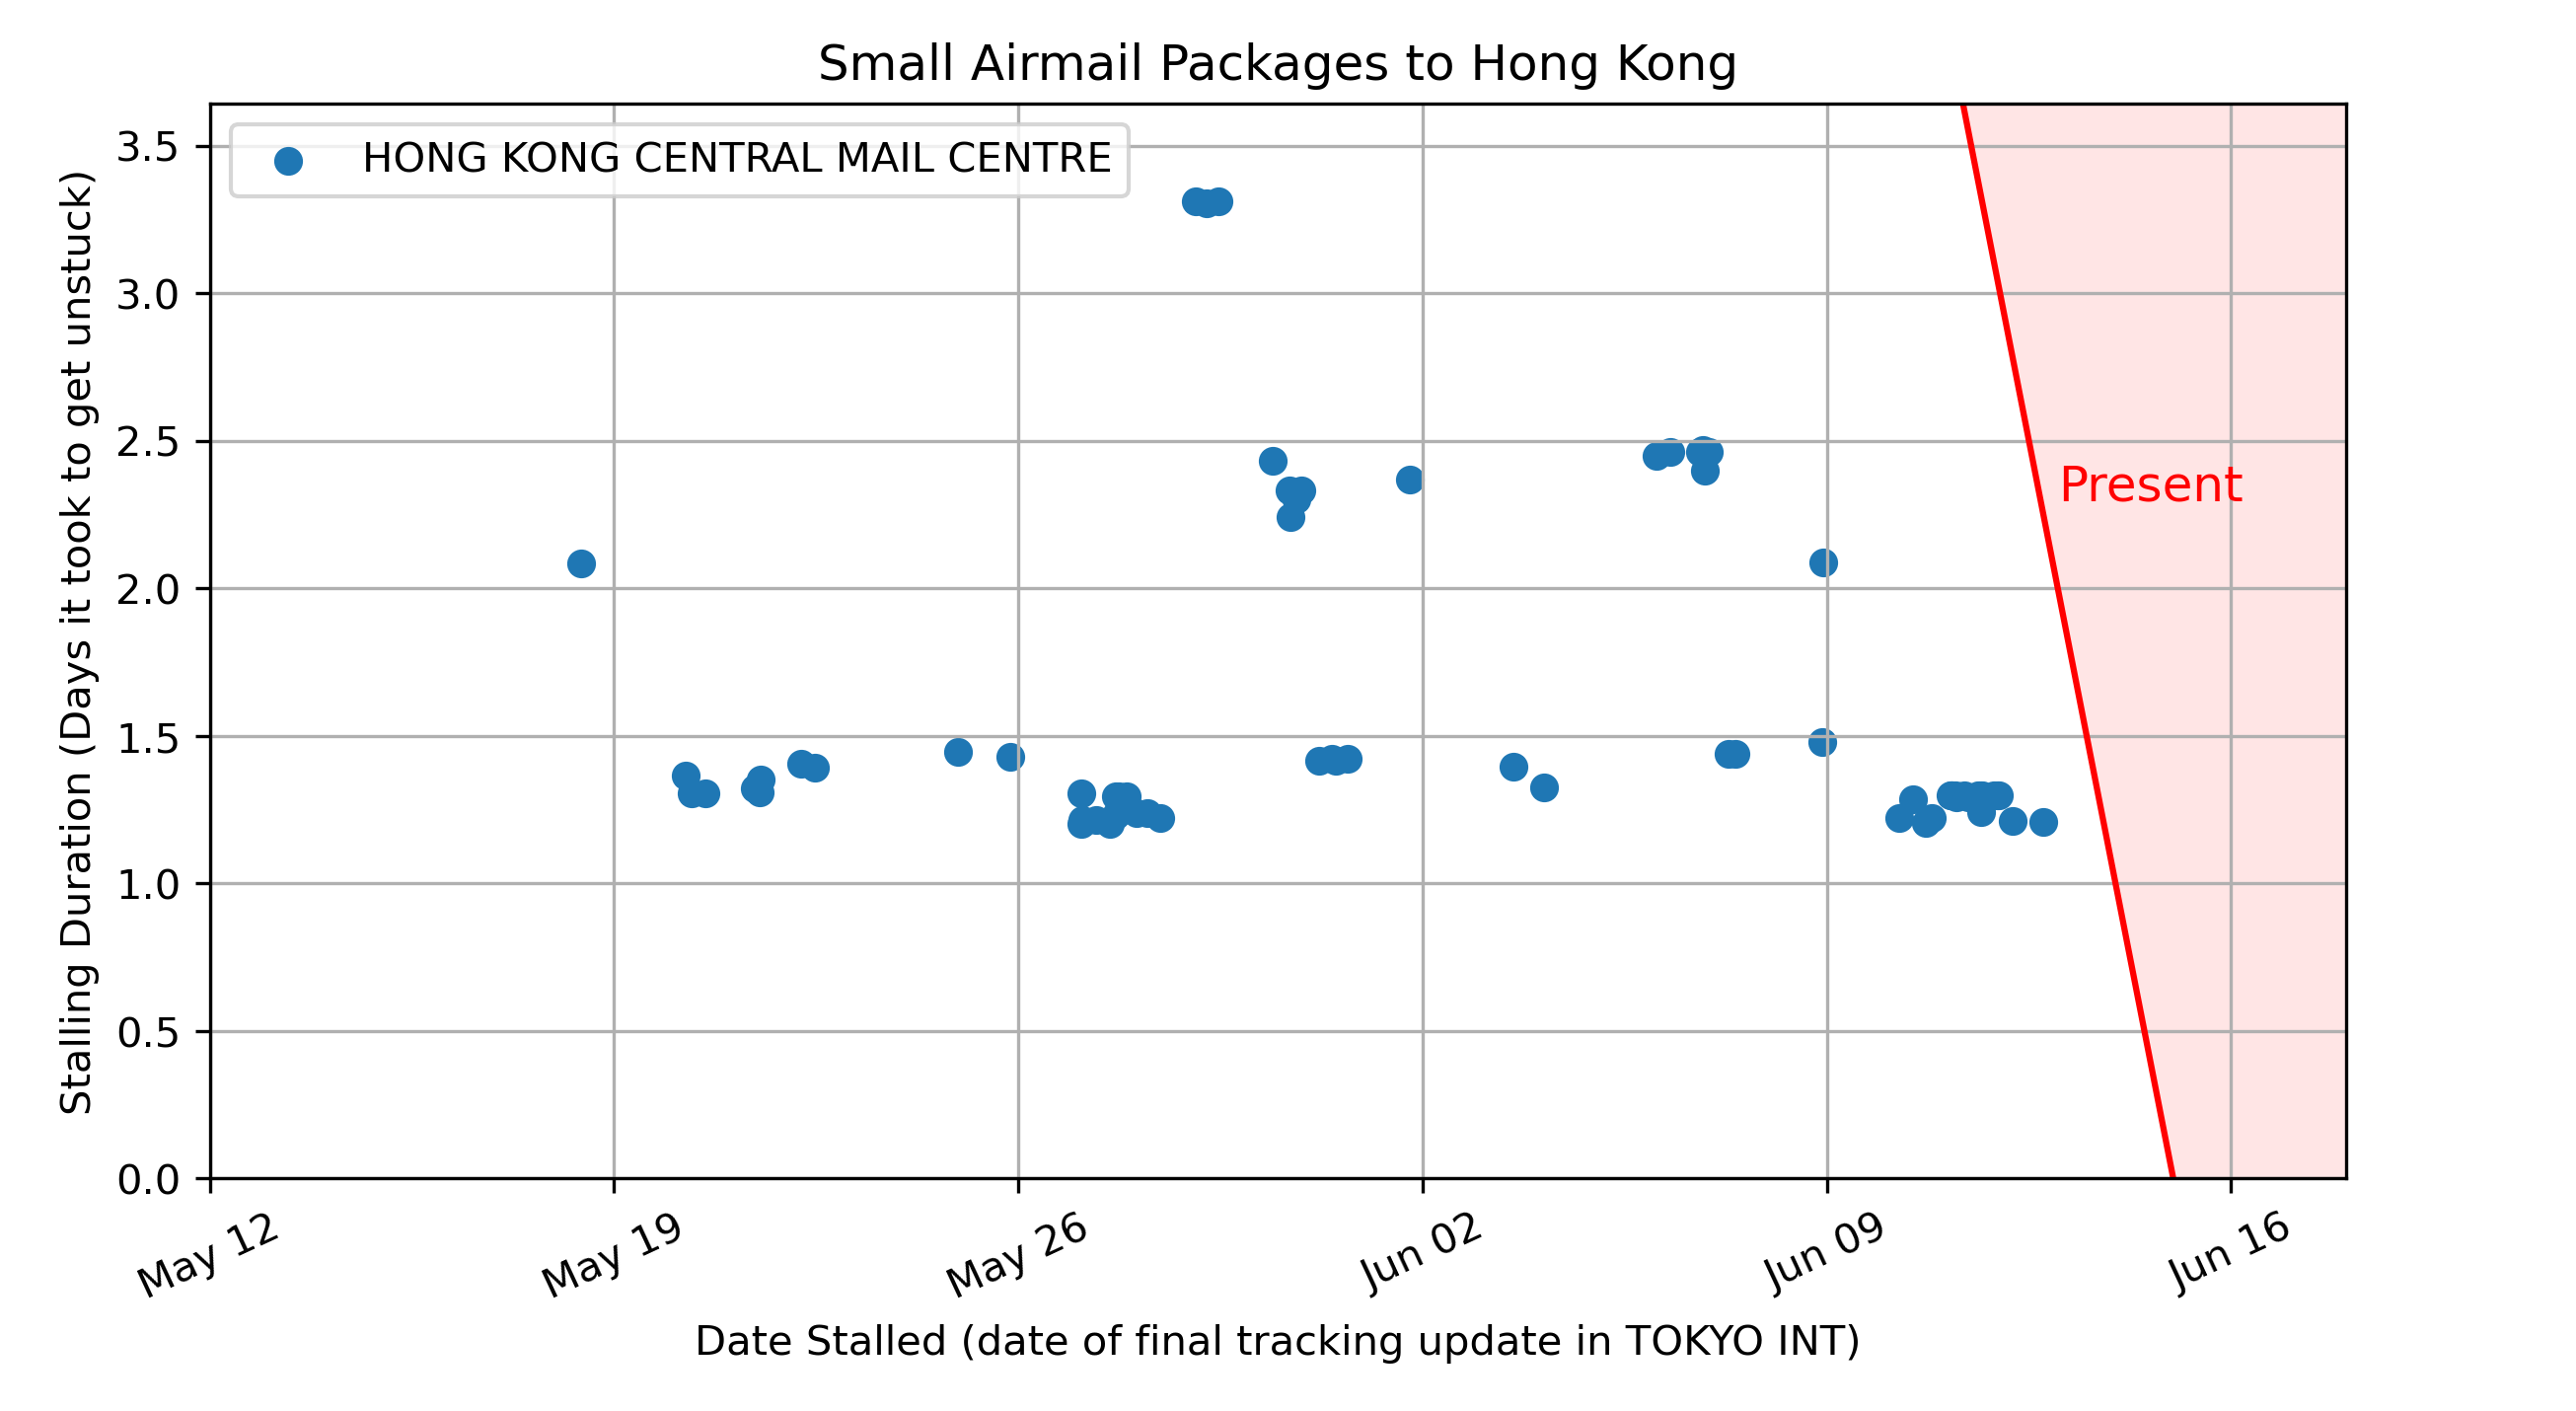 Small Airmail Packages to Hong Kong
HONG KONG CENTRAL MAIL CENTRE
Stalling Duration (Days it took to get unstuck)
3.5
3.0
2.5
2.0
1.5
1.0
0.5
0.0
Present
May 12
May 19
May 26
Jun 02
Jun 09
Jun 16
Date Stalled (date of final tracking update in TOKYO INT)